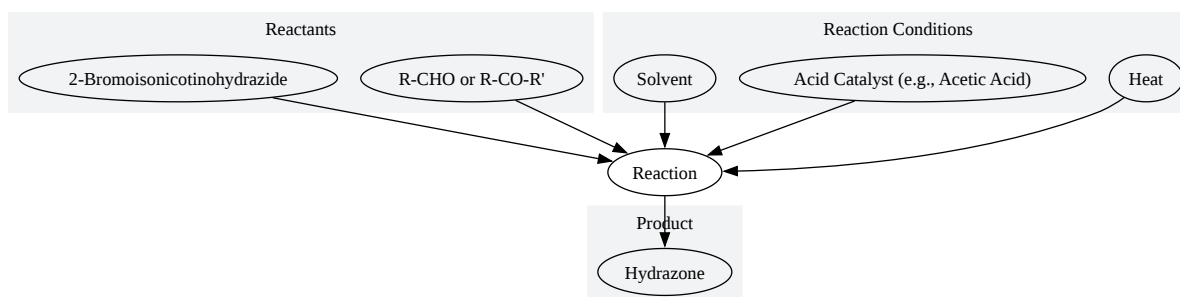 Reactants
Reaction Conditions
2-Bromoisonicotinohydrazide
R-CHO or R-CO-R'
Solvent
Acid Catalyst (e.g., Acetic Acid)
Heat
Reaction
Product
Hydrazone